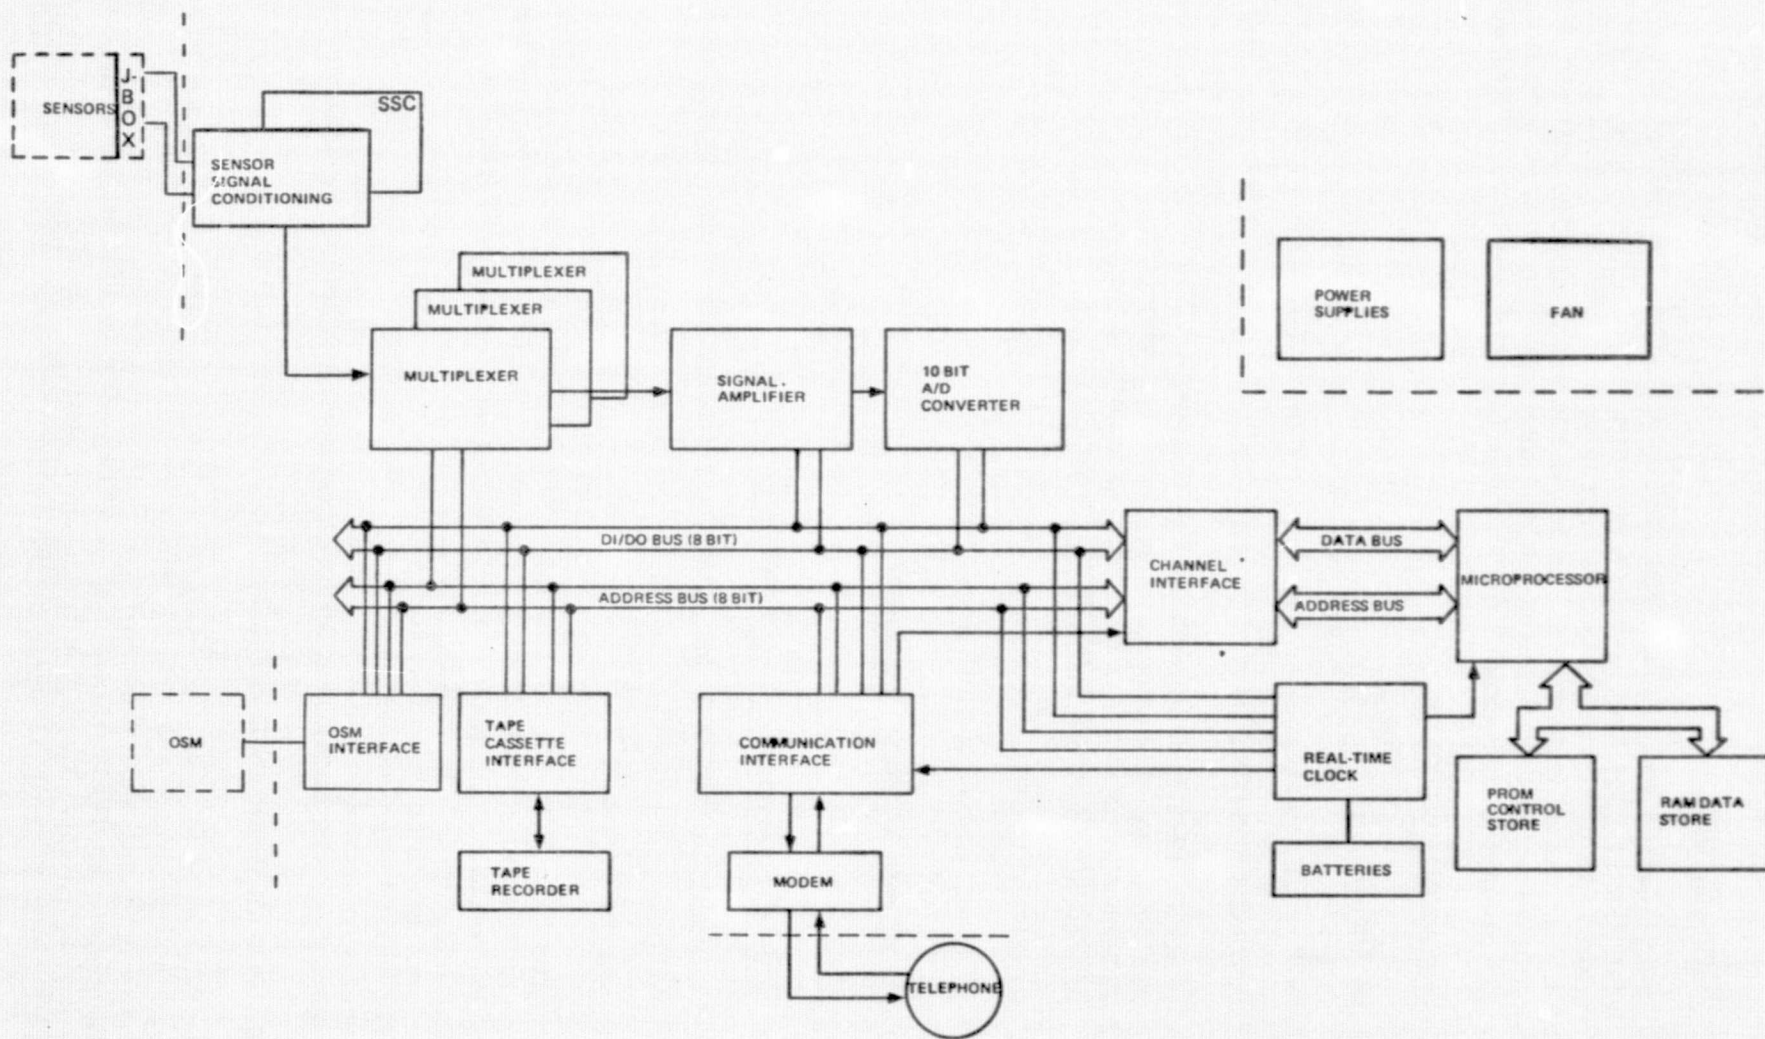 SENSORS
J-
B
O
X
SSC
SENSOR
SIGNAL
CONDITIONING
MULTIPLEXER
MULTIPLEXER
MULTIPLEXER
SIGNAL
AMPLIFIER
10 BIT
A/D
CONVERTER
POWER
SUPPLIES
FAN
DI/DO BUS (8 BIT)
ADDRESS BUS (8 BIT)
CHANNEL
INTERFACE
DATA BUS
ADDRESS BUS
MICROPROCESSOR
OSM
OSM
INTERFACE
TAPE
CASSETTE
INTERFACE
COMMUNICATION
INTERFACE
REAL-TIME
CLOCK
PROM
CONTROL
STORE
RAM DATA
STORE
TAPE
RECORDER
MODEM
BATTERIES
TELEPHONE